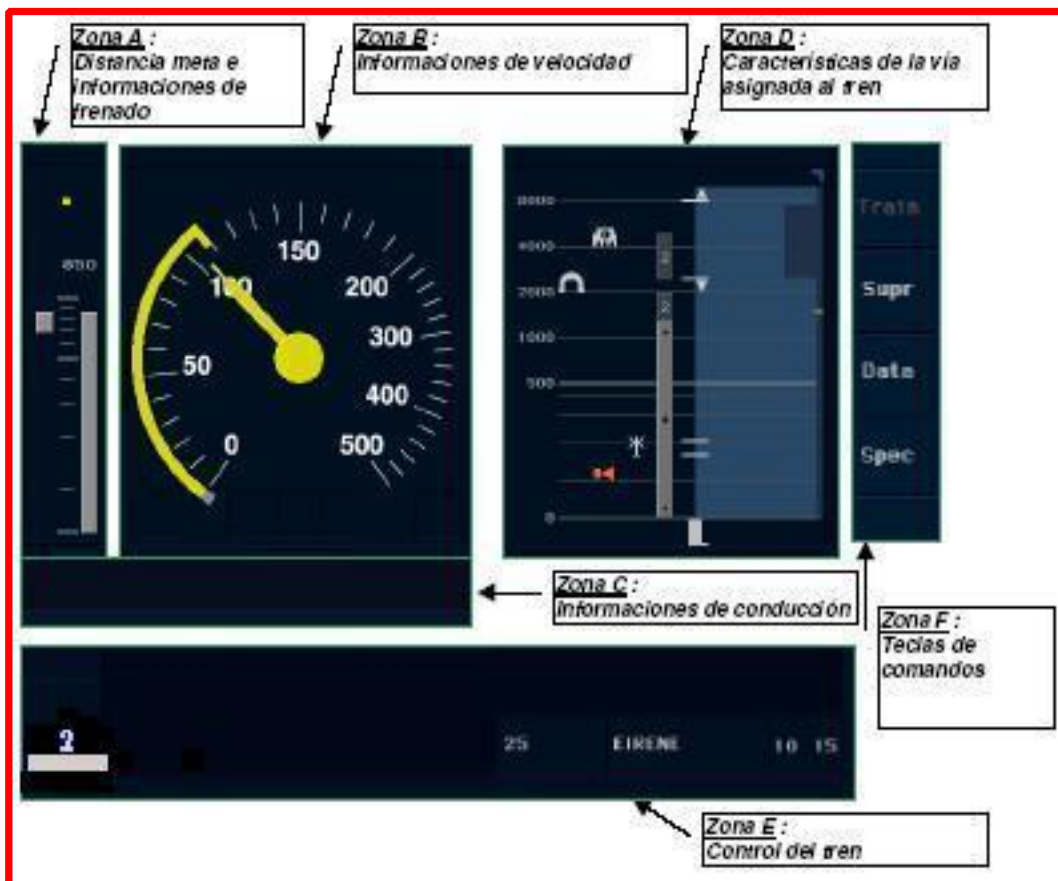 Zona A :
Distancia meta e
informaciones de
frenado
Zona B :
Informaciones de velocidad
Zona D :
Características de la vía
asignada al tren
850
0
50
100
150
200
300
400
500
8000
4000
2000
1000
500
0
Train
Supr
Data
Spec
Zona C :
Informaciones de conducción
Zona F :
Teclas de
comandos
2
25 EIRENE 10 15
Zona E :
Control del tren